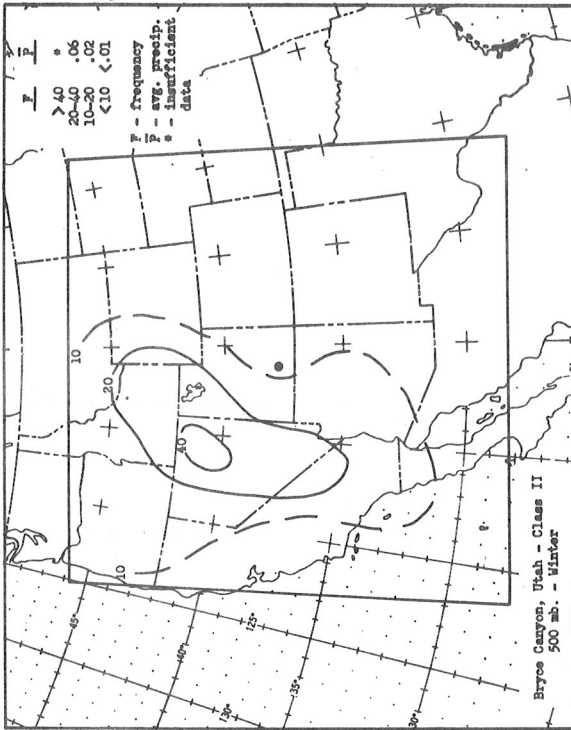 F P̄
>40 *
20-40 .06
10-20 .02
<10 <.01
F - frequency
P̄ - avg. precip.
* - insufficient
data
10
20
40
10
45°
40°
35°
30°
125°
130°
Bryce Canyon, Utah - Class II
500 mb. - Winter